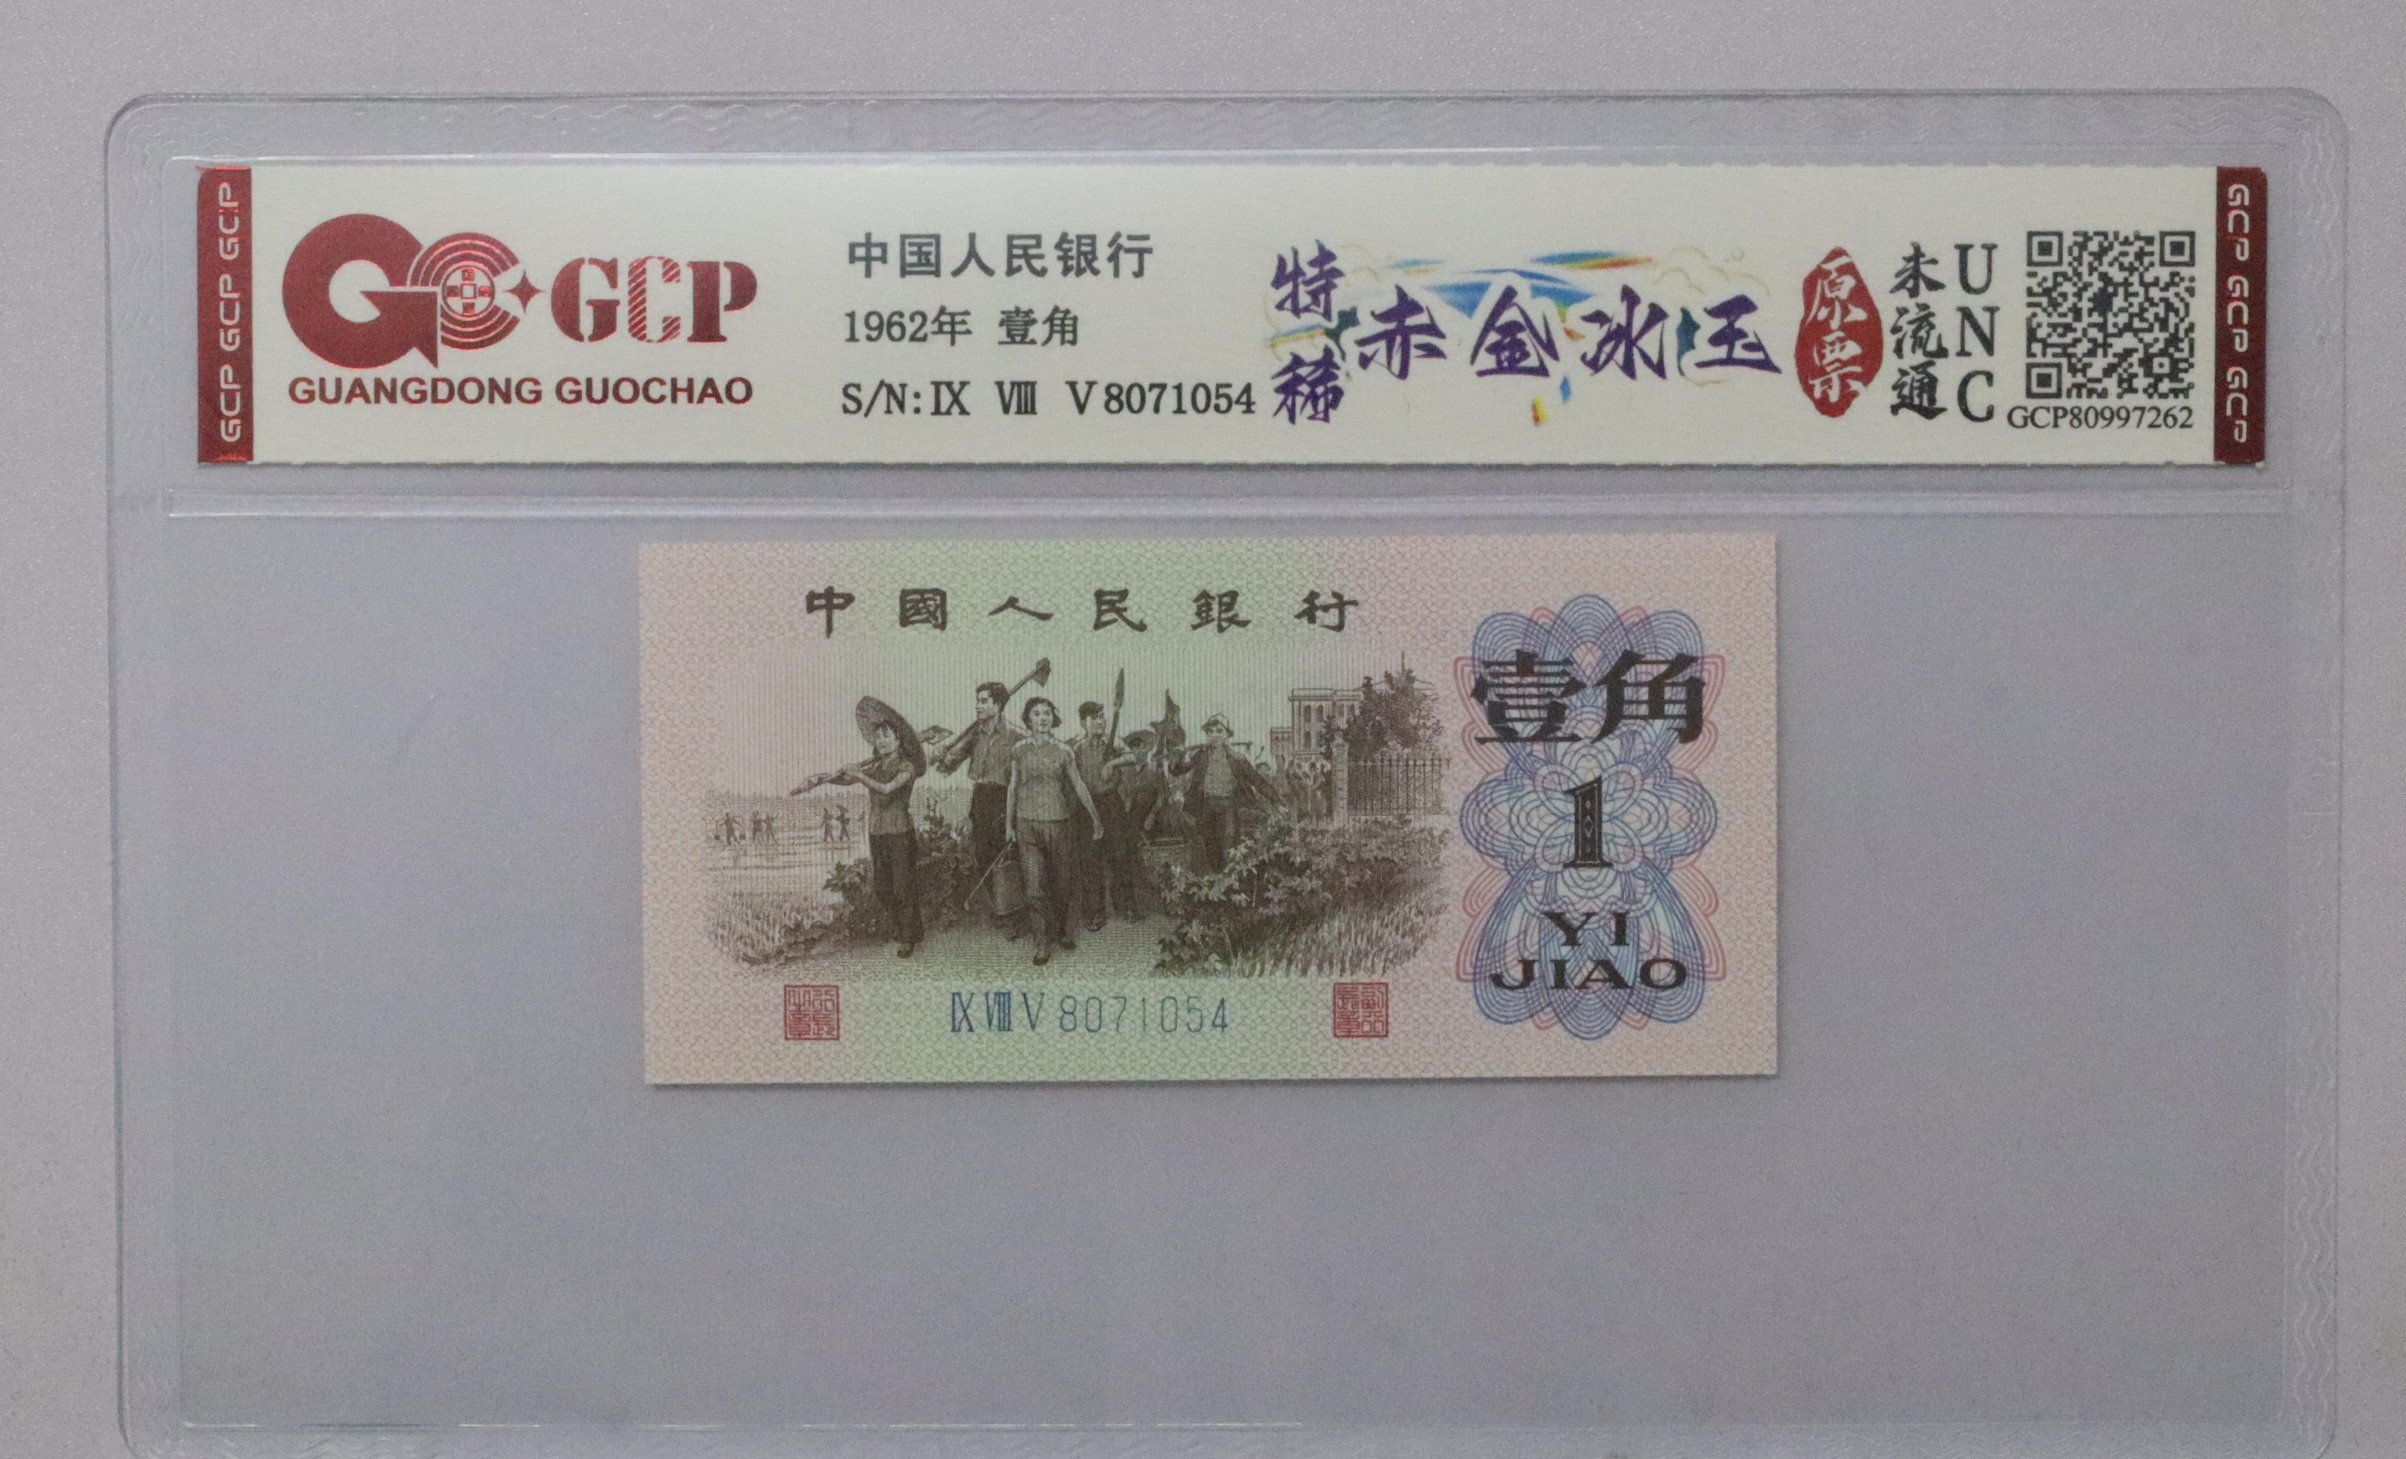 GCP GCP GCP
GCP
GUANGDONG GUOCHAO
中国人民银行
1962年 壹角
S/N: IX VIII V 8071054
特稀
赤金冰玉
原票
未流通
UNC
GCP80997262
GCP GCP GCP
中國人民銀行
壹角
1
YI
JIAO
IX VIII V 8071054